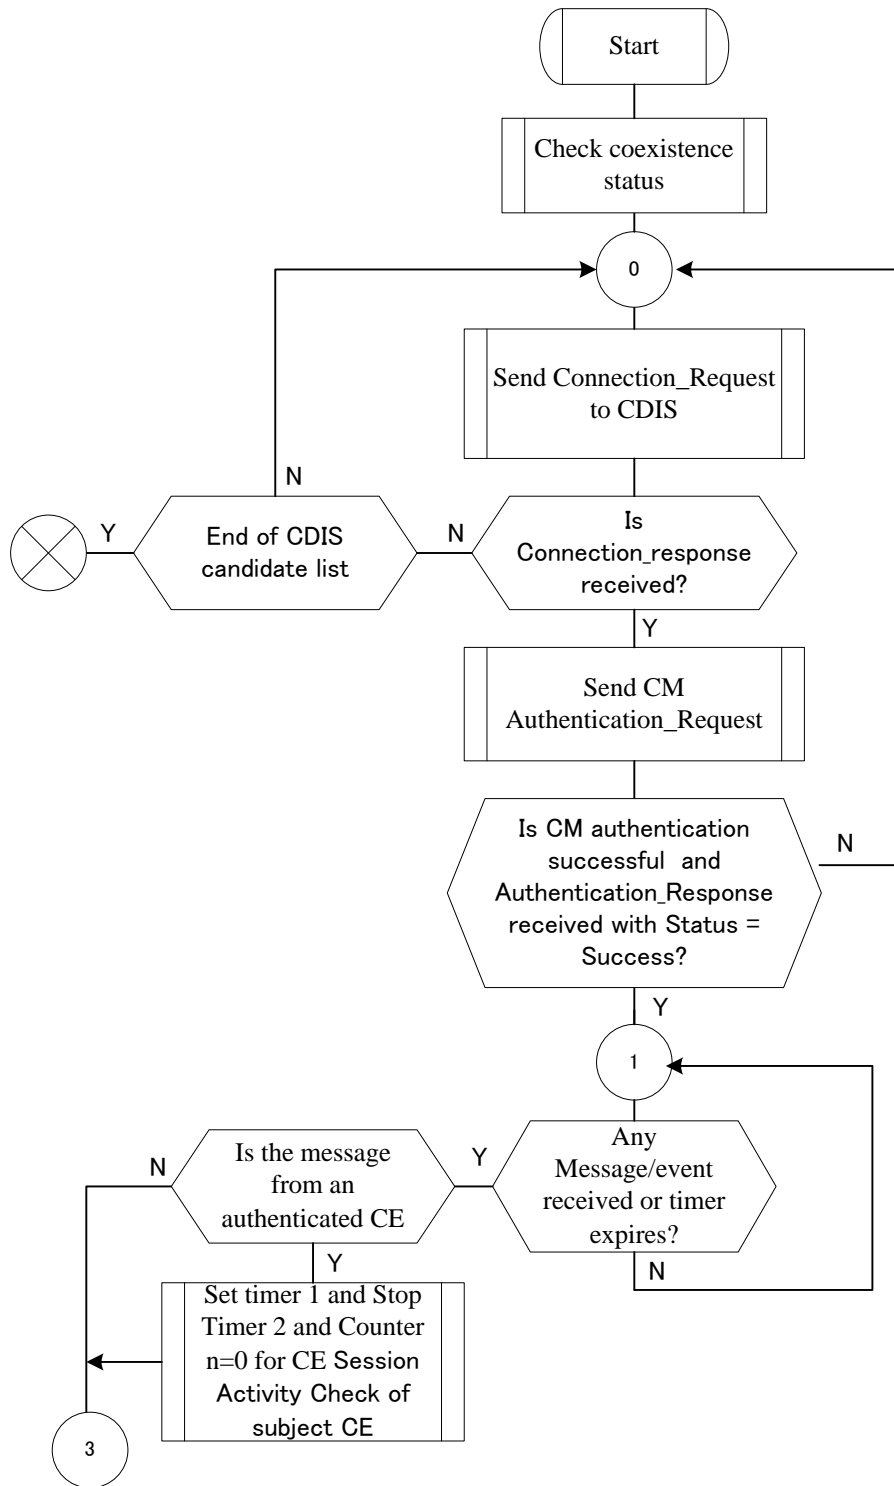 Start
Check coexistence
status
0
Send Connection_Request
to CDIS
N
Y
End of CDIS
candidate list
N
Is
Connection_response
received?
Y
Send CM
Authentication_Request
Is CM authentication
successful and
Authentication_Response
received with Status =
Success?
N
Y
1
Any
Message/event
received or timer
expires?
Y
N
Is the message
from an
authenticated CE
N
Y
Set timer 1 and Stop
Timer 2 and Counter
n=0 for CE Session
Activity Check of
subject CE
3